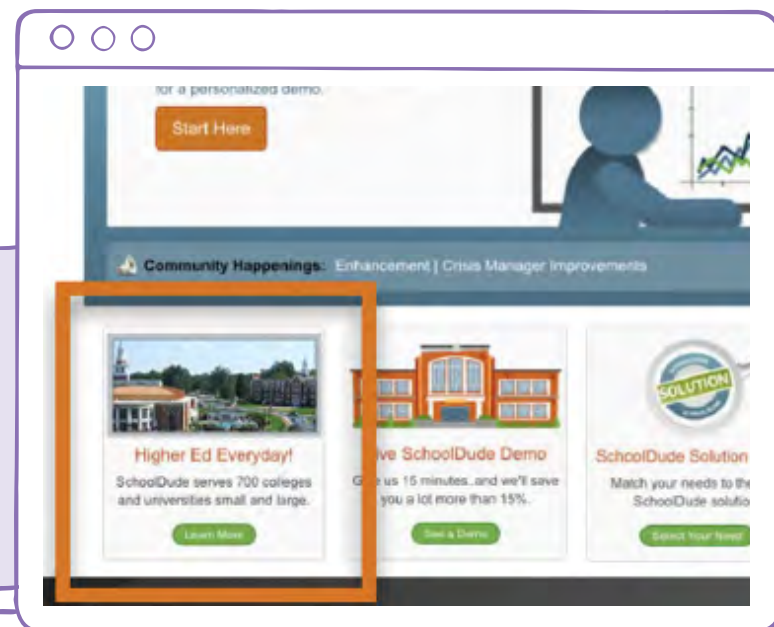 for a personalized demo.
Start Here
Community Happenings: Enhancement | Crisis Manager Improvements
Higher Ed Everyday!
SchoolDude serves 700 colleges
and universities small and large.
Learn More
ve SchoolDude Demo
G e us 15 minutes and we'll save
you a lot more than 15%.
See a Demo
SOLUTION
SchoolDude Solution
Match your needs to the
SchoolDude solutio
Select Your Need